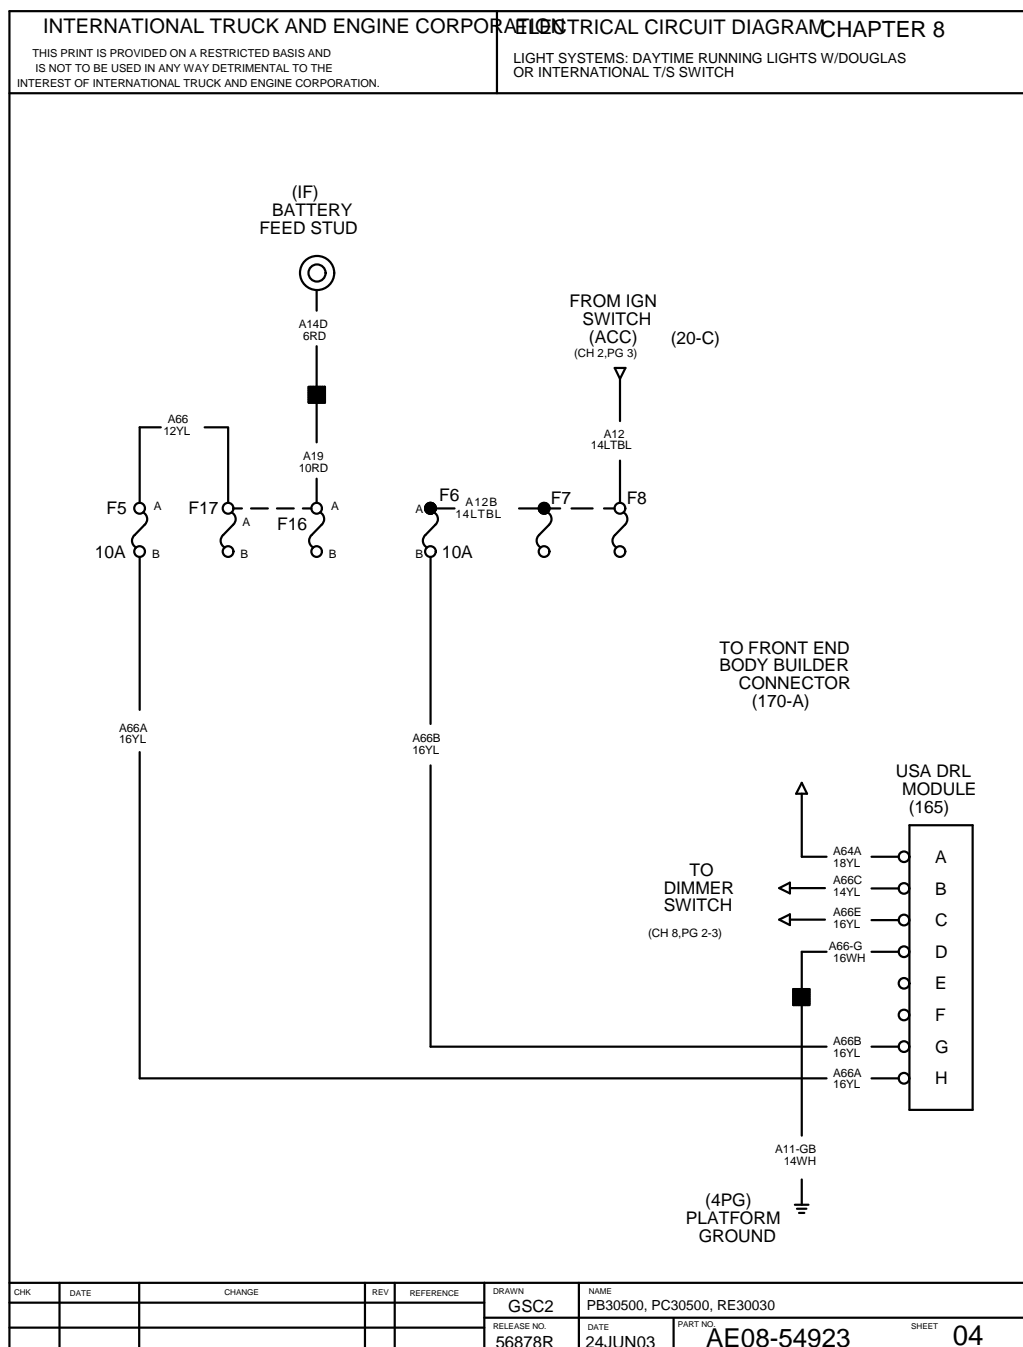 INTERNATIONAL TRUCK AND ENGINE CORPORATION
THIS PRINT IS PROVIDED ON A RESTRICTED BASIS AND
IS NOT TO BE USED IN ANY WAY DETRIMENTAL TO THE
INTEREST OF INTERNATIONAL TRUCK AND ENGINE CORPORATION.
ELECTRICAL CIRCUIT DIAGRAM
CHAPTER 8
LIGHT SYSTEMS: DAYTIME RUNNING LIGHTS W/DOUGLAS
OR INTERNATIONAL T/S SWITCH
(IF)
BATTERY
FEED STUD
A14D
6RD
FROM IGN
SWITCH
(ACC)
(20-C)
(CH 2,PG 3)
A66
12YL
A19
10RD
A12
14LTBL
F5
A
F17
A
F16
A
F6
A
A12B
14LTBL
F7
F8
10A
B
B
B
B
10A
TO FRONT END
BODY BUILDER
CONNECTOR
(170-A)
A66A
16YL
A66B
16YL
USA DRL
MODULE
(165)
A64A
18YL
A
TO
DIMMER
SWITCH
(CH 8,PG 2-3)
A66C
14YL
B
A66E
16YL
C
A66-G
16WH
D
E
F
A66B
16YL
G
A66A
16YL
H
A11-GB
14WH
(4PG)
PLATFORM
GROUND
CHK
DATE
CHANGE
REV
REFERENCE
DRAWN
GSC2
NAME
PB30500, PC30500, RE30030
RELEASE NO.
56878R
DATE
24JUN03
PART NO.
AE08-54923
SHEET
04